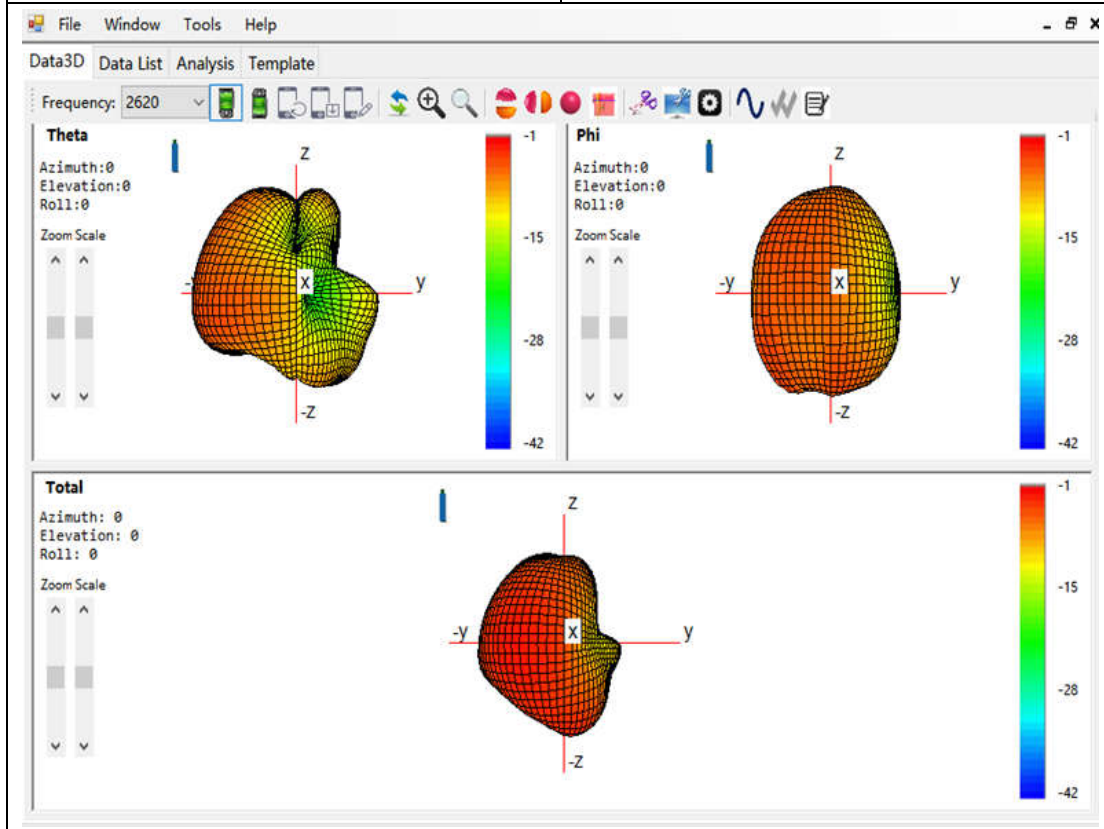 File Window Tools Help
Data3D Data List Analysis Template
Frequency: 2620
Theta
Azimuth:0
Elevation:0
Roll:0
Zoom Scale
z
-y
X
y
-z
-1
-15
-28
-42
Phi
Azimuth:0
Elevation:0
Roll:0
Zoom Scale
z
-y
X
y
-z
-1
-15
-28
-42
Total
Azimuth: 0
Elevation: 0
Roll: 0
Zoom Scale
z
-y
X
y
-z
-1
-15
-28
-42